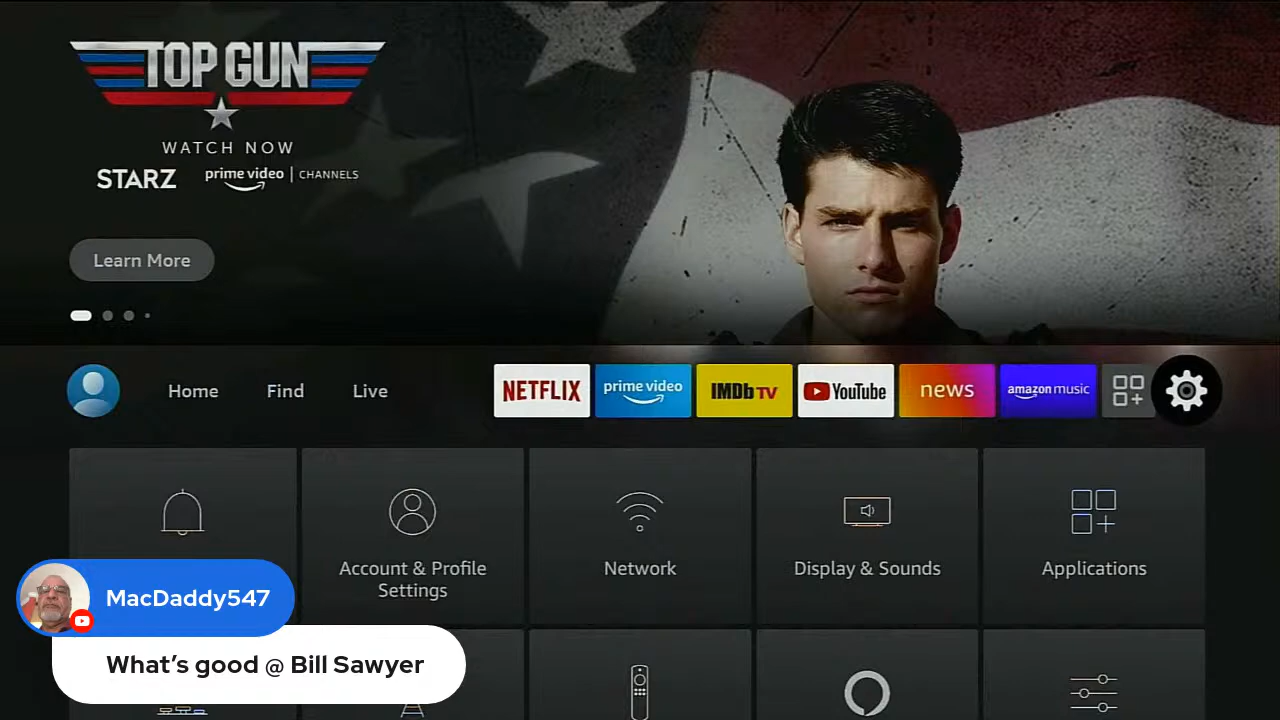 TOP GUN
WATCH NOW
STARZ prime video | CHANNELS
Learn More
Home Find Live NETFLIX prime video IMDb TV YouTube news amazon music
Account & Profile
Settings
Network
Display & Sounds
Applications
MacDaddy547
What's good @ Bill Sawyer